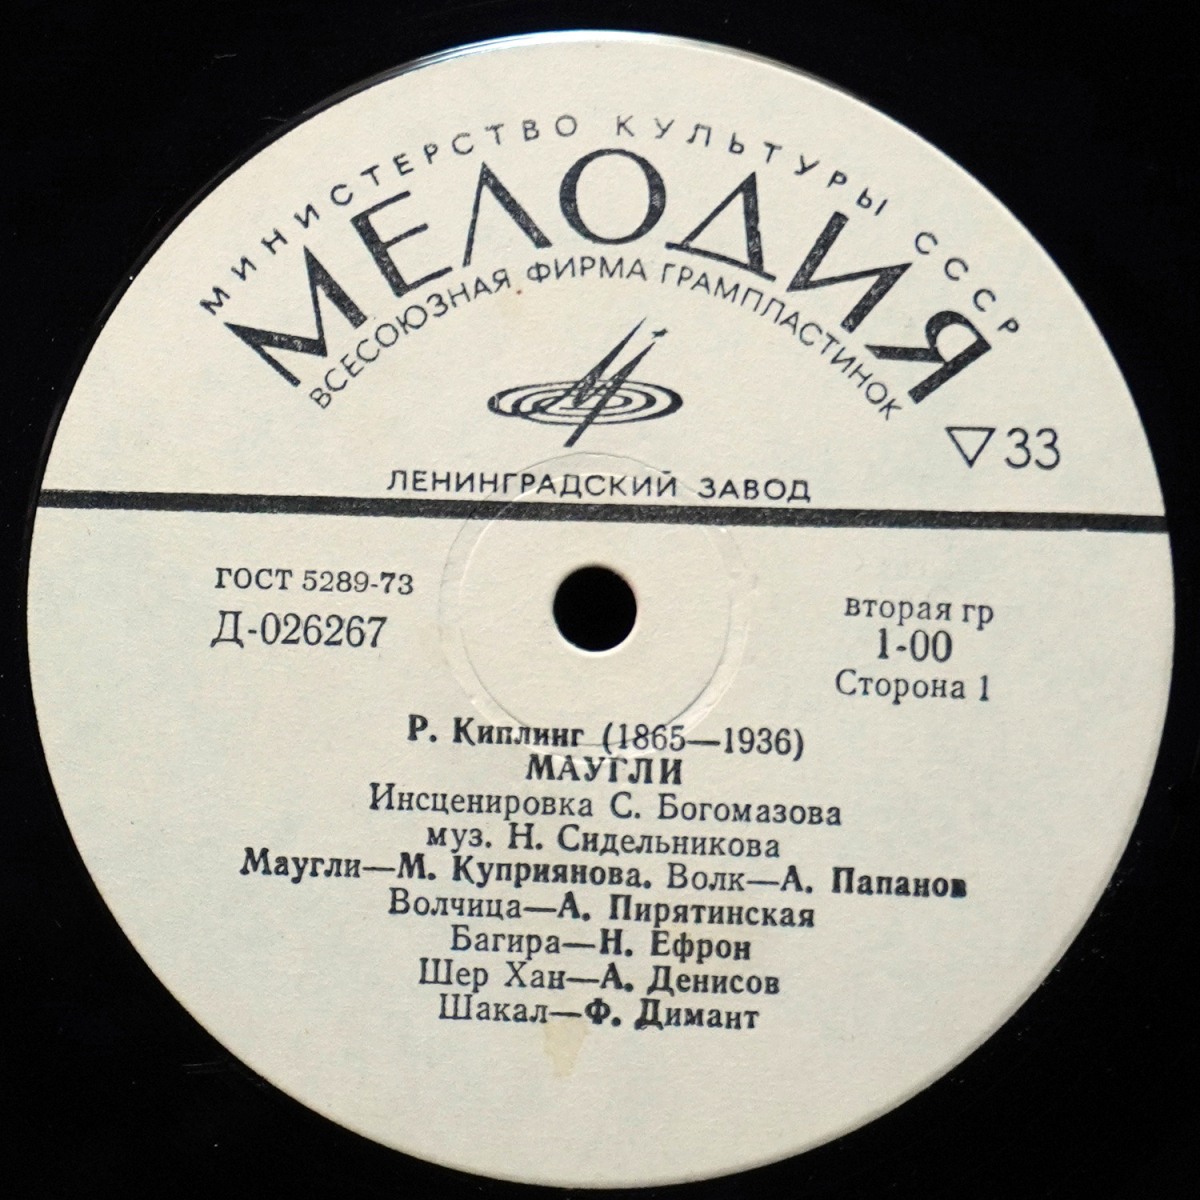 МИНИСТЕРСТВО КУЛЬТУРЫ СССР
МЕЛОДИЯ
ВСЕСОЮЗНАЯ ФИРМА ГРАМПЛАСТИНОК
▽33
ЛЕНИНГРАДСКИЙ ЗАВОД
ГОСТ 5289-73
Д-026267
вторая гр
1-00
Сторона 1
Р. Киплинг (1865—1936)
МАУГЛИ
Инсценировка С. Богомазова
муз. Н. Сидельникова
Маугли—М. Куприянова. Волк—А. Папанов
Волчица—А. Пирятинская
Багира—Н. Ефрон
Шер Хан—А. Денисов
Шакал—Ф. Димант